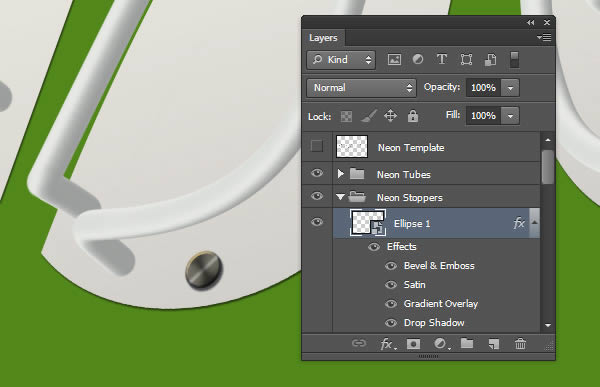 Layers
Kind
Normal
Opacity: 100%
Lock:
Fill: 100%
Neon Template
Neon Tubes
Neon Stoppers
Ellipse 1
fx
Effects
Bevel & Emboss
Satin
Gradient Overlay
Drop Shadow
fx